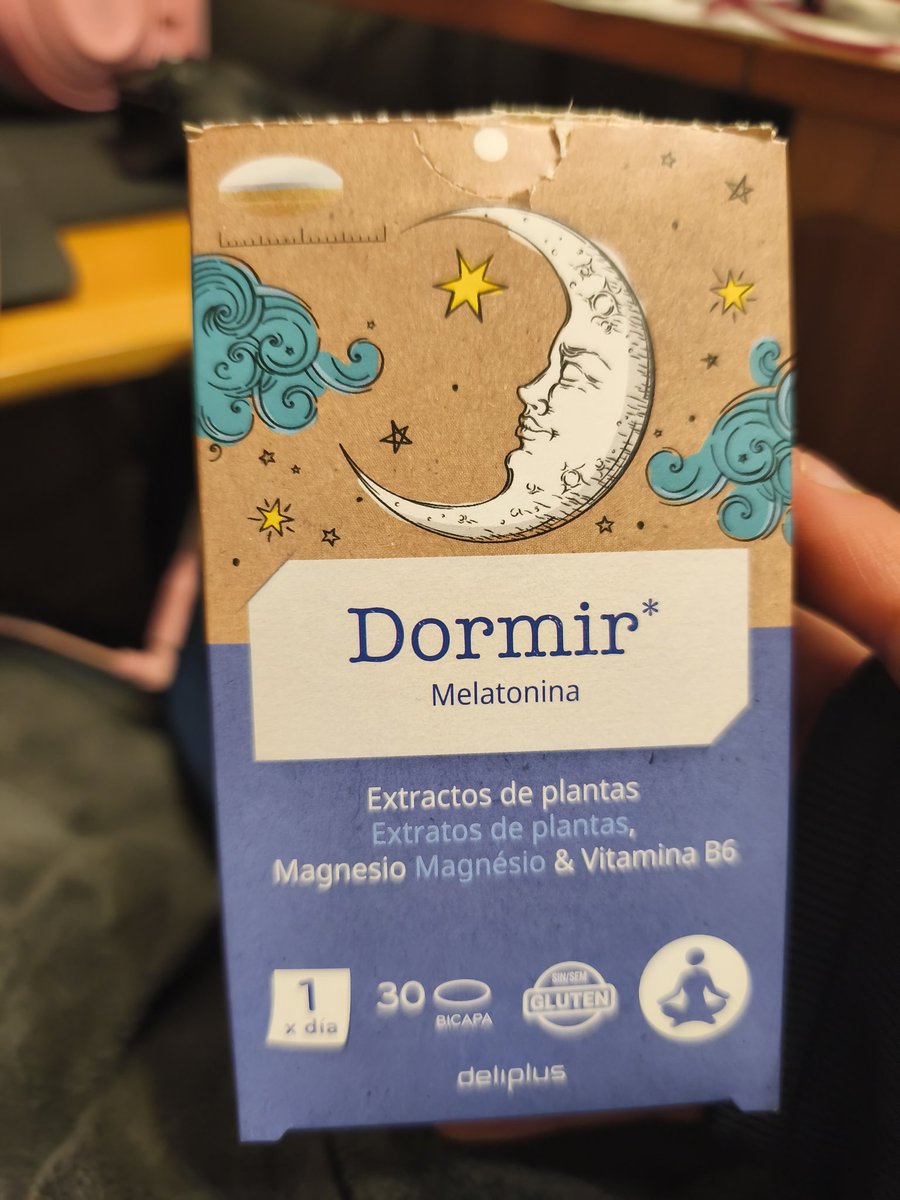 Dormir*
Melatonina
Extractos de plantas
Extratos de plantas,
Magnesio Magnésio & Vitamina B6
1
x día
30
BICAPA
SIN/SEM
GLUTEN
deliplus